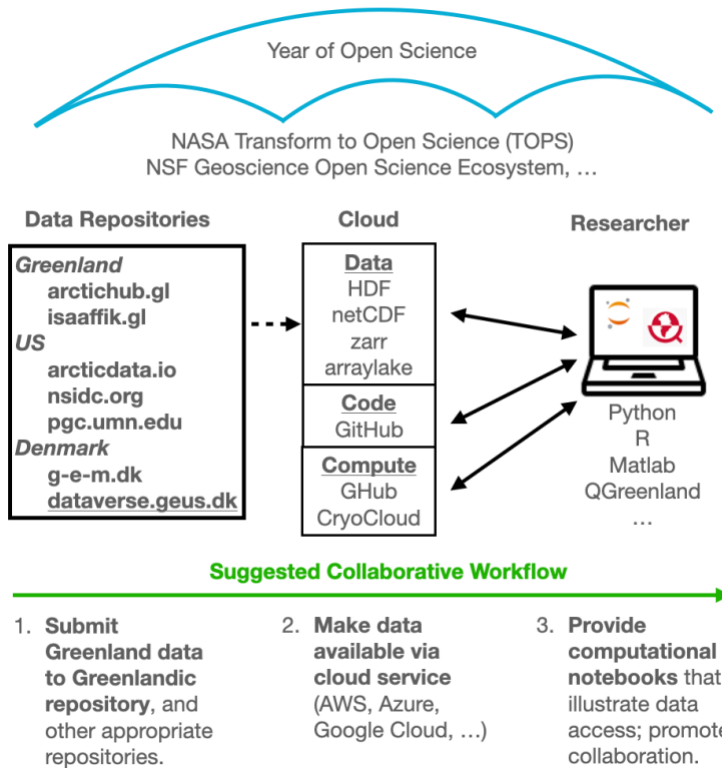 Year of Open Science
NASA Transform to Open Science (TOPS)
NSF Geoscience Open Science Ecosystem, …
Data Repositories
Greenland
arctichub.gl
isaaffik.gl
US
arcticdata.io
nsidc.org
pgc.umn.edu
Denmark
g-e-m.dk
dataverse.geus.dk
Cloud
Data
HDF
netCDF
zarr
arraylake
Code
GitHub
Compute
GHub
CryoCloud
Researcher
Python
R
Matlab
QGreenland
…
Suggested Collaborative Workflow
1. Submit
Greenland data
to Greenlandic
repository, and
other appropriate
repositories.
2. Make data
available via
cloud service
(AWS, Azure,
Google Cloud, …)
3. Provide
computational
notebooks that
illustrate data
access; promote
collaboration.